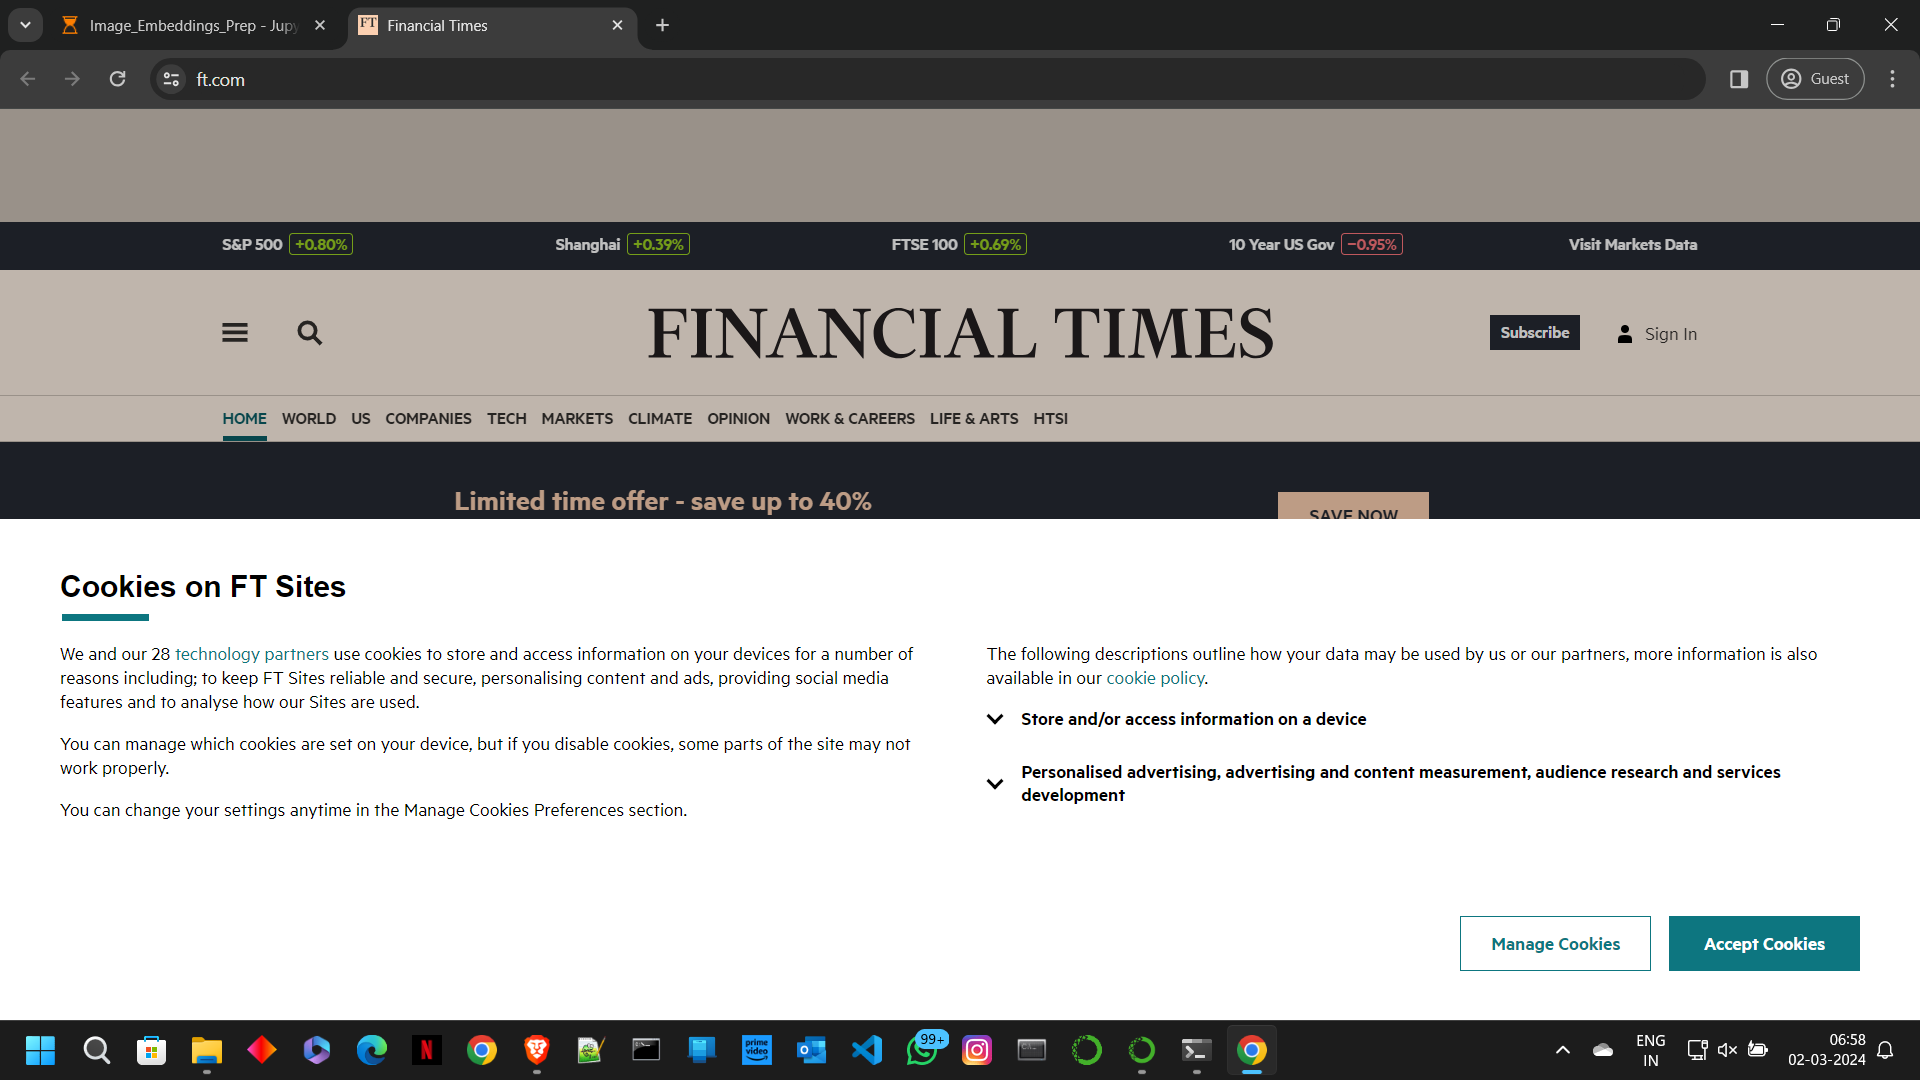 Image_Embeddings_Prep - Jupy
FT Financial Times
ft.com
Guest
S&P 500 +0.80% Shanghai +0.39% FTSE 100 +0.69% 10 Year US Gov −0.95% Visit Markets Data
FINANCIAL TIMES
Subscribe
Sign In
HOME WORLD US COMPANIES TECH MARKETS CLIMATE OPINION WORK & CAREERS LIFE & ARTS HTSI
Limited time offer - save up to 40%
SAVE NOW
Cookies on FT Sites
We and our 28 technology partners use cookies to store and access information on your devices for a number of
reasons including; to keep FT Sites reliable and secure, personalising content and ads, providing social media
features and to analyse how our Sites are used.
You can manage which cookies are set on your device, but if you disable cookies, some parts of the site may not
work properly.
You can change your settings anytime in the Manage Cookies Preferences section.
The following descriptions outline how your data may be used by us or our partners, more information is also
available in our cookie policy.
Store and/or access information on a device
Personalised advertising, advertising and content measurement, audience research and services
development
Manage Cookies
Accept Cookies
N
prime video
99+
ENG
IN
06:58
02-03-2024